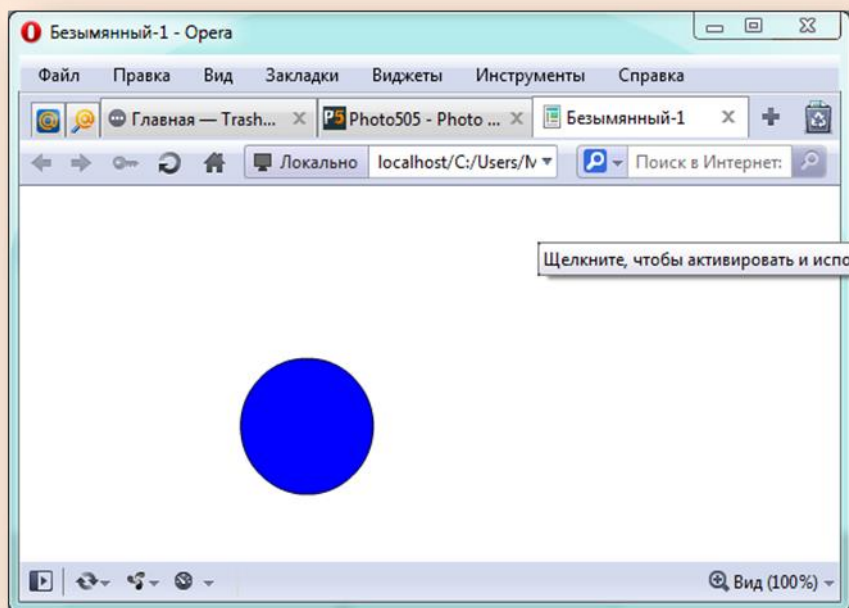 Безымянный-1 - Opera
Файл Правка Вид Закладки Виджеты Инструменты Справка
Главная — Trash... P5 Photo505 - Photo ... Безымянный-1
Локально localhost/C:/Users/M Поиск в Интернет:
Щелкните, чтобы активировать и испо
Вид (100%)